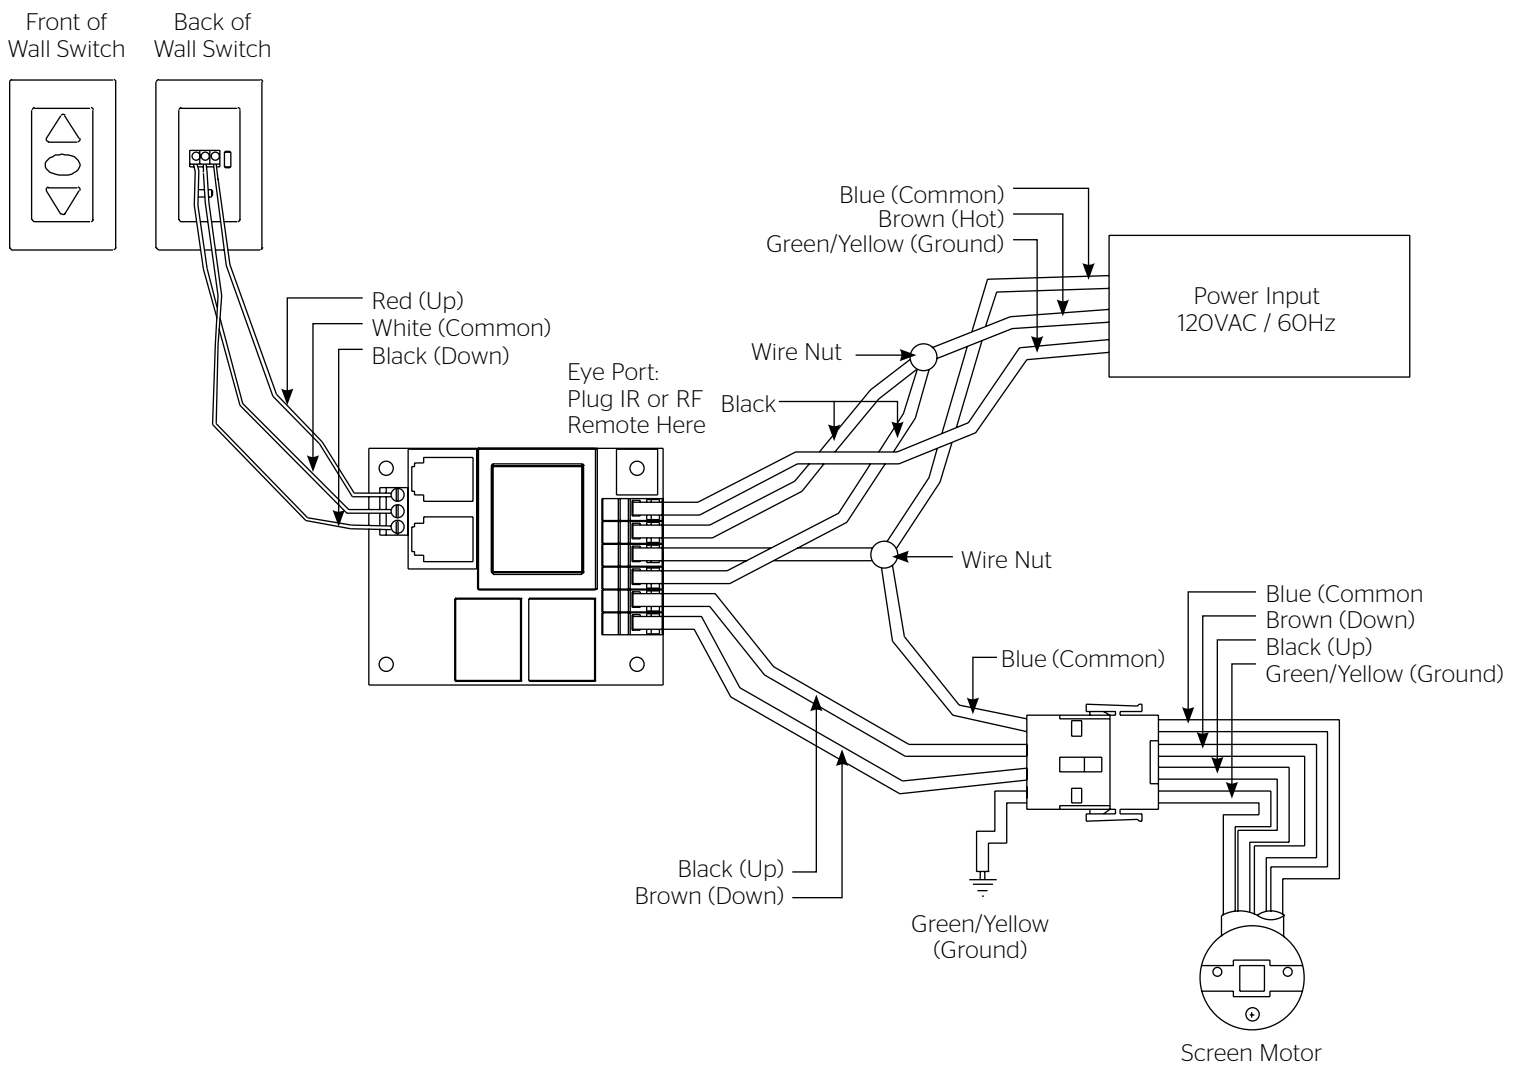 Front of
Wall Switch
Back of
Wall Switch
Blue (Common)
Brown (Hot)
Green/Yellow (Ground)
Power Input
120VAC / 60Hz
Red (Up)
White (Common)
Black (Down)
Wire Nut
Eye Port:
Plug IR or RF
Remote Here
Black
Wire Nut
Blue (Common
Brown (Down)
Black (Up)
Green/Yellow (Ground)
Blue (Common)
Black (Up)
Brown (Down)
Green/Yellow
(Ground)
Screen Motor